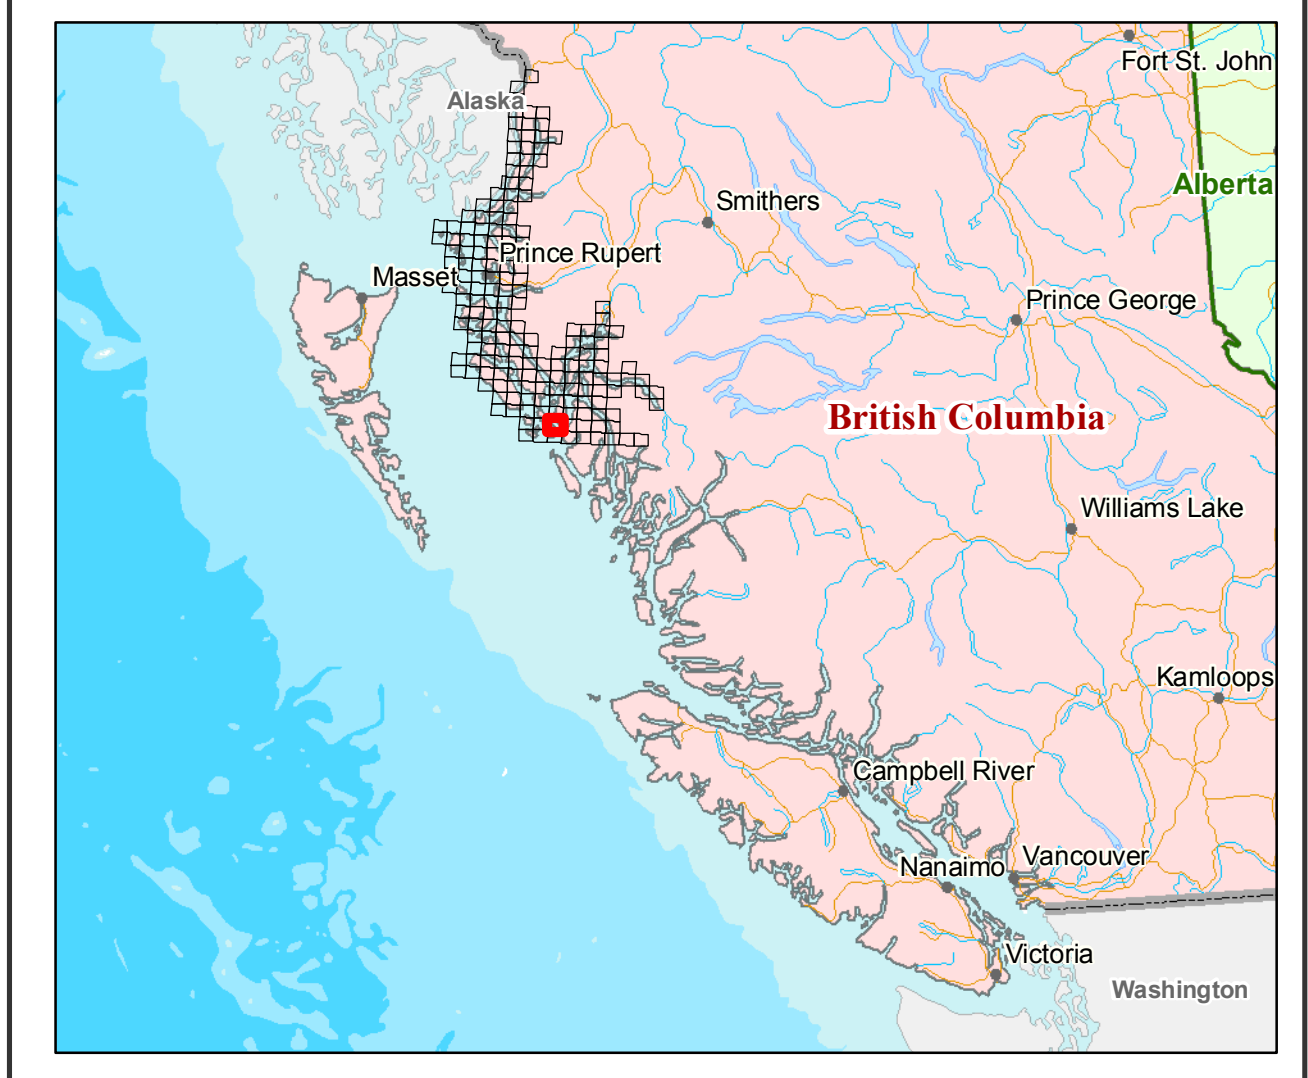 Fort St. John
Alaska
Alberta
Smithers
Prince Rupert
Masset
Prince George
British Columbia
Williams Lake
Kamloops
Campbell River
Vancouver
Nanaimo
Victoria
Washington